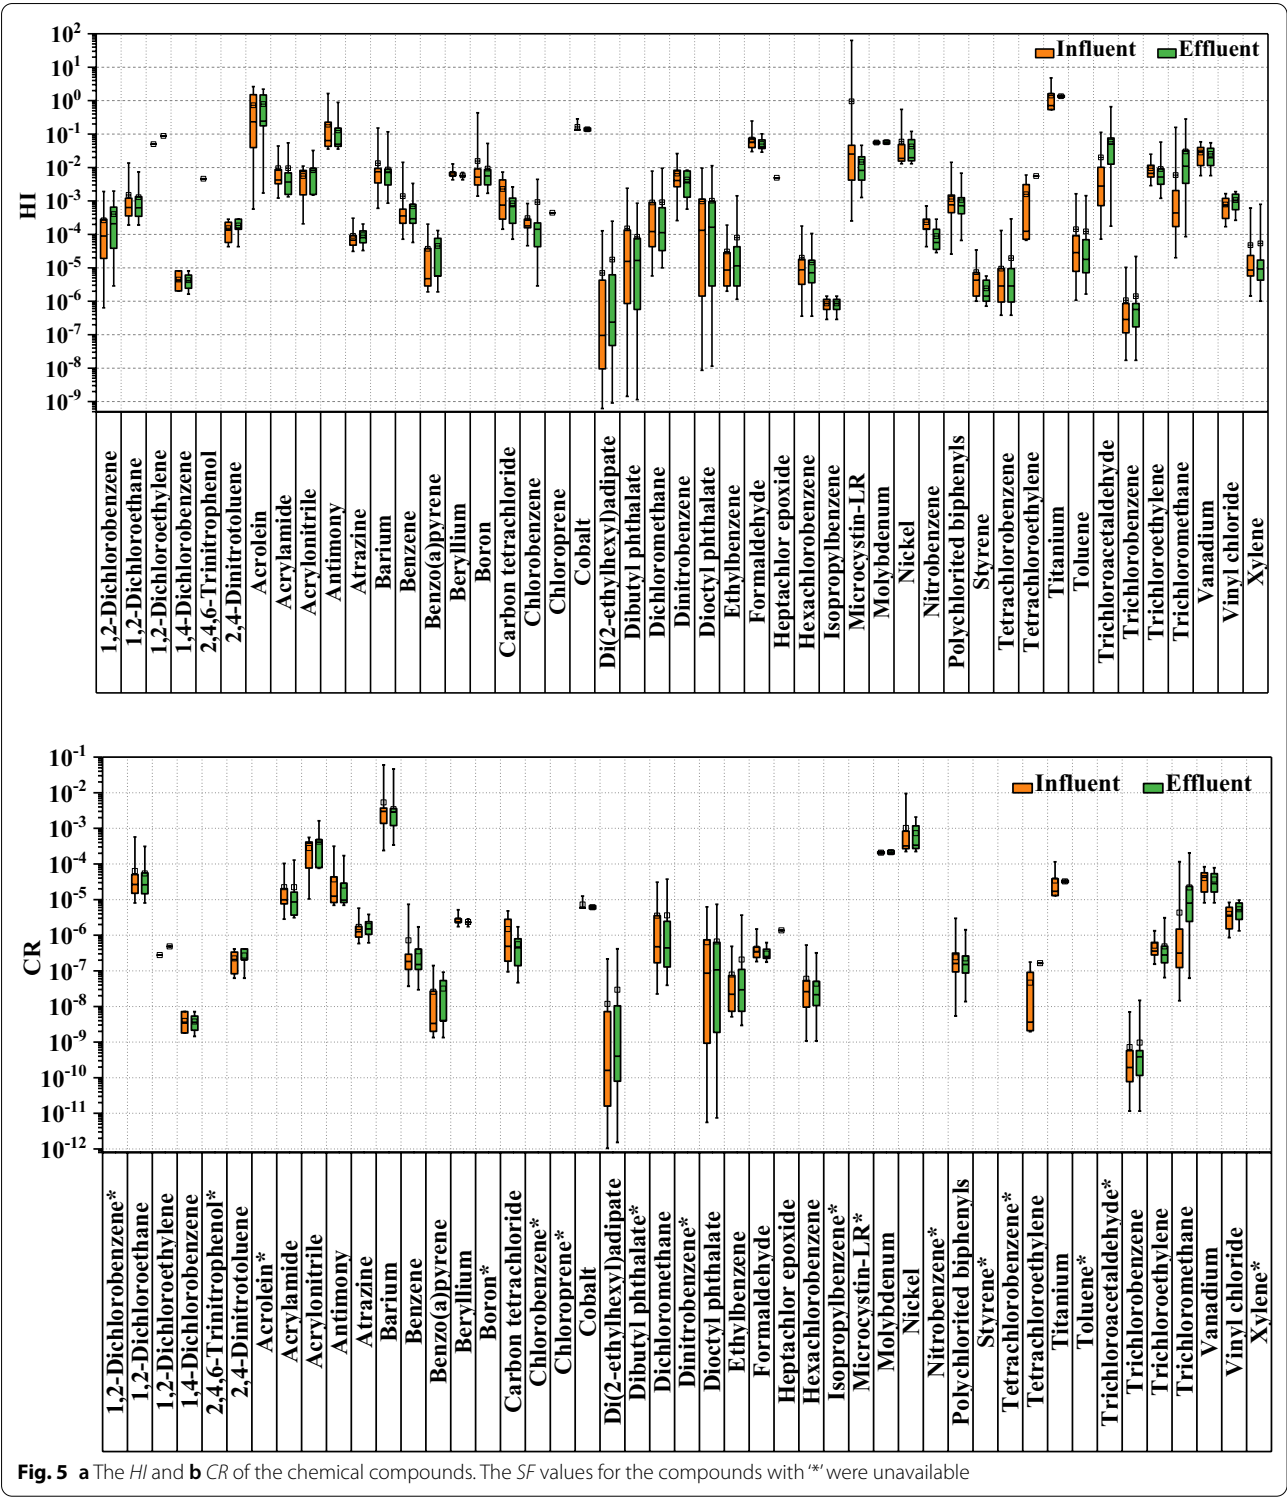 10²
10¹
10⁰
10⁻¹
10⁻²
10⁻³
10⁻⁴
10⁻⁵
10⁻⁶
10⁻⁷
10⁻⁸
10⁻⁹
HI
Influent
Effluent
1,2-Dichlorobenzene
1,2-Dichloroethane
1,2-Dichloroethylene
1,4-Dichlorobenzene
2,4,6-Trinitrophenol
2,4-Dinitrotoluene
Acrolein
Acrylamide
Acrylonitrile
Antimony
Atrazine
Barium
Benzene
Benzo(a)pyrene
Beryllium
Boron
Carbon tetrachloride
Chlorobenzene
Chloroprene
Cobalt
Di(2-ethylhexyl)adipate
Dibutyl phthalate
Dichloromethane
Dinitrobenzene
Dioctyl phthalate
Ethylbenzene
Formaldehyde
Heptachlor epoxide
Hexachlorobenzene
Isopropylbenzene
Microcystin-LR
Molybdenum
Nickel
Nitrobenzene
Polychlorited biphenyls
Styrene
Tetrachlorobenzene
Tetrachloroethylene
Titanium
Toluene
Trichloroacetaldehyde
Trichlorobenzene
Trichloroethylene
Trichloromethane
Vanadium
Vinyl chloride
Xylene
10⁻¹
10⁻²
10⁻³
10⁻⁴
10⁻⁵
10⁻⁶
10⁻⁷
10⁻⁸
10⁻⁹
10⁻¹⁰
10⁻¹¹
10⁻¹²
CR
Influent
Effluent
1,2-Dichlorobenzene*
1,2-Dichloroethane
1,2-Dichloroethylene
1,4-Dichlorobenzene
2,4,6-Trinitrophenol*
2,4-Dinitrotoluene
Acrolein*
Acrylamide
Acrylonitrile
Antimony
Atrazine
Barium
Benzene
Benzo(a)pyrene
Beryllium
Boron*
Carbon tetrachloride
Chlorobenzene*
Chloroprene*
Cobalt
Di(2-ethylhexyl)adipate
Dibutyl phthalate*
Dichloromethane
Dinitrobenzene*
Dioctyl phthalate
Ethylbenzene
Formaldehyde
Heptachlor epoxide
Hexachlorobenzene
Isopropylbenzene*
Microcystin-LR*
Molybdenum
Nickel
Nitrobenzene*
Polychlorited biphenyls
Styrene*
Tetrachlorobenzene*
Tetrachloroethylene
Titanium
Toluene*
Trichloroacetaldehyde*
Trichlorobenzene
Trichloroethylene
Trichloromethane
Vanadium
Vinyl chloride
Xylene*
Fig. 5 a The HI and b CR of the chemical compounds. The SF values for the compounds with '*' were unavailable